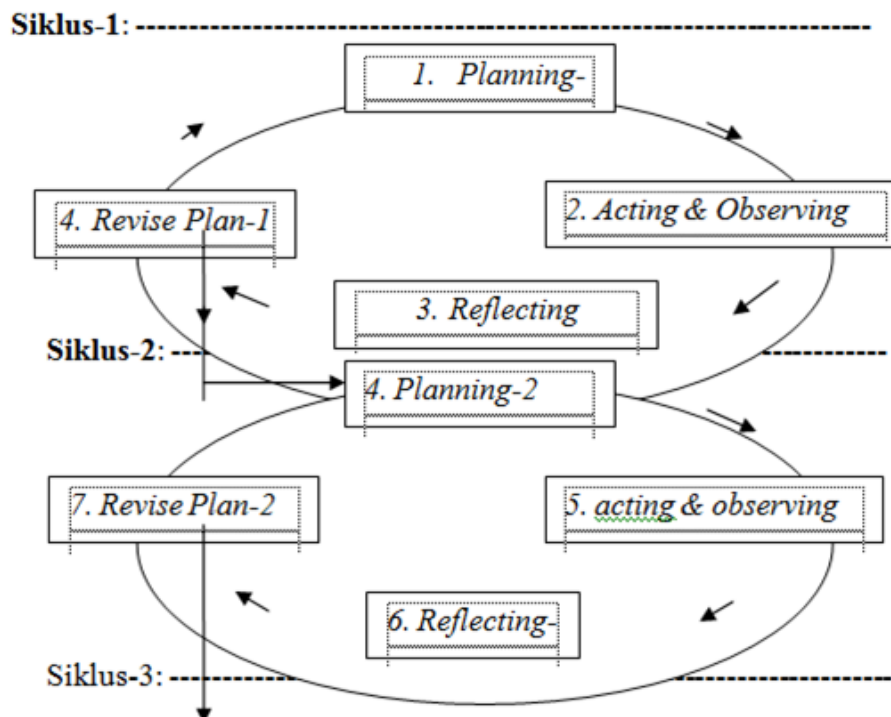 Siklus-1:
1. Planning-
4. Revise Plan-1
2. Acting & Observing
3. Reflecting
Siklus-2:
4. Planning-2
7. Revise Plan-2
5. acting & observing
6. Reflecting-
Siklus-3: